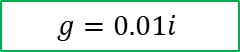 g = 0.01i